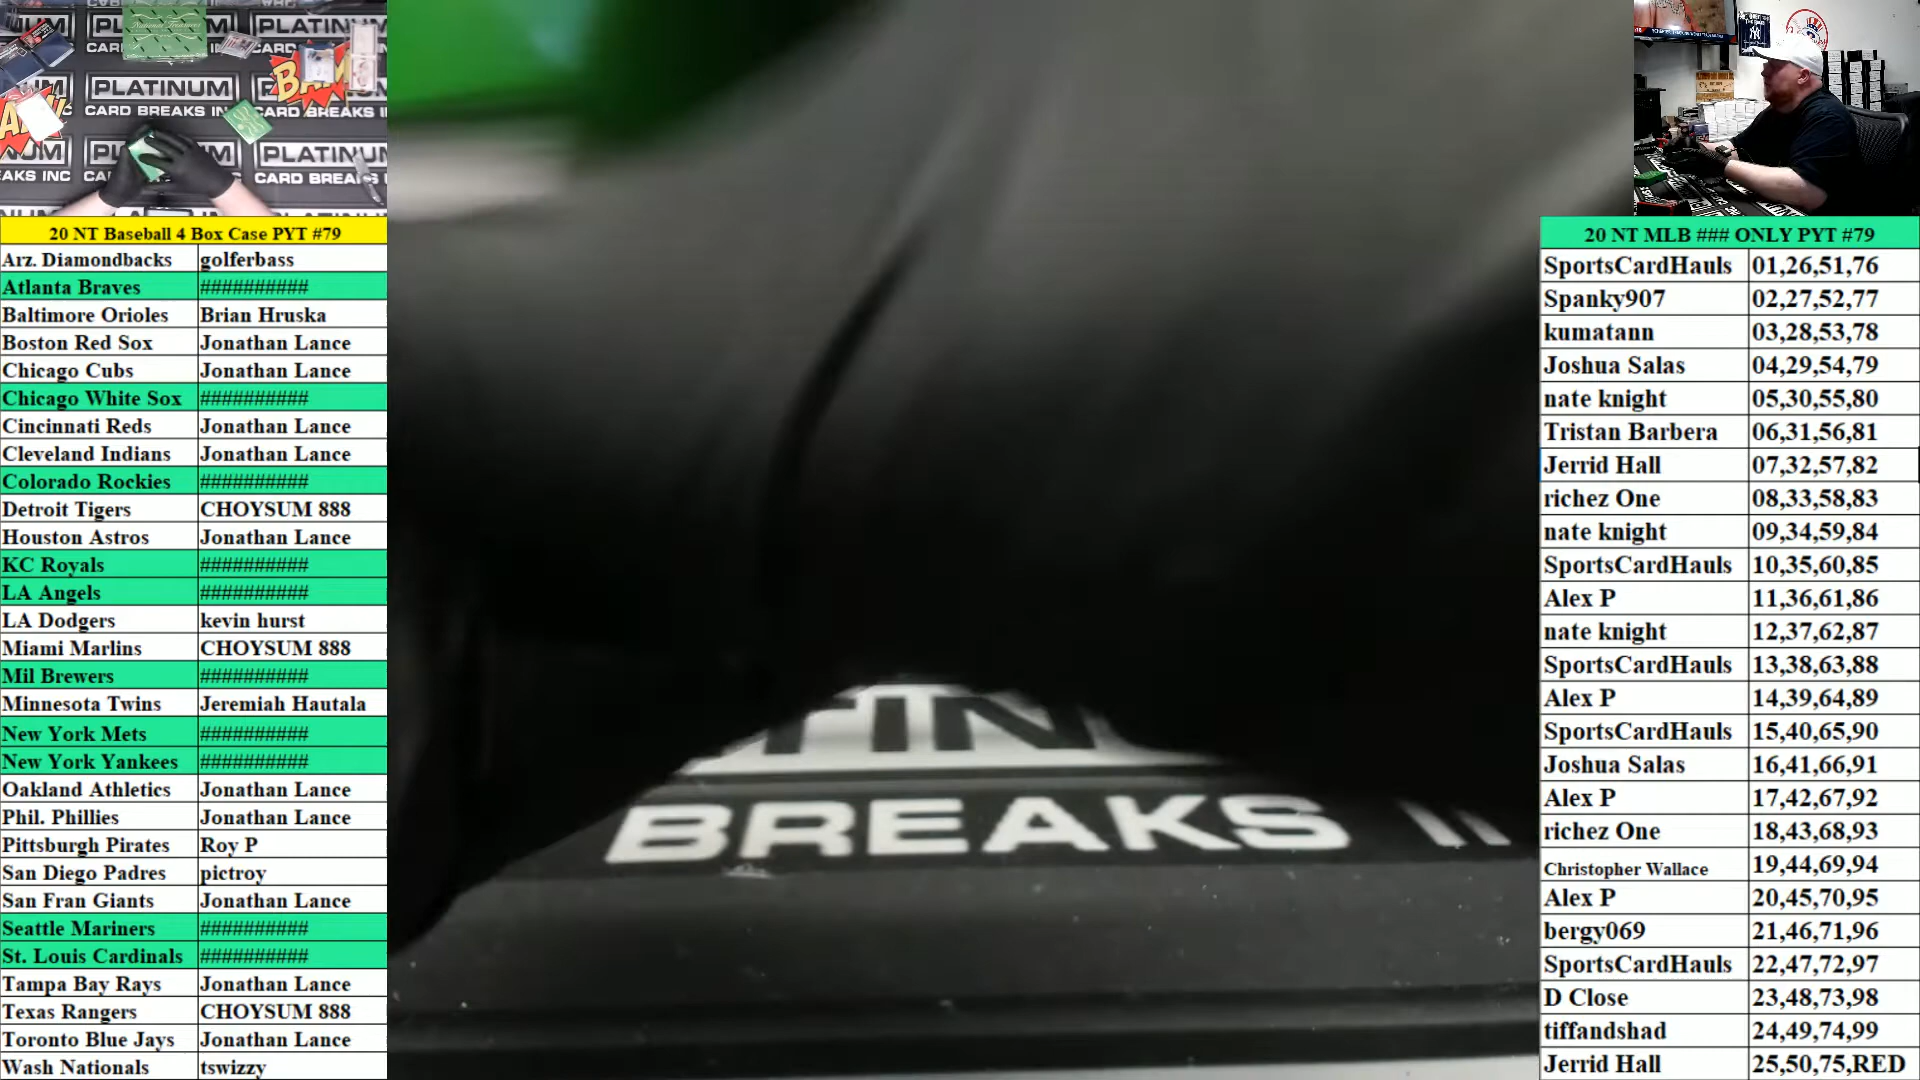 PLATINUM
CARD BREAKS INC
BAM
PLATINUM
CARD BREAKS
20 NT Baseball 4 Box Case PYT #79
Arz. Diamondbacks golferbass
Atlanta Braves ##########
Baltimore Orioles Brian Hruska
Boston Red Sox Jonathan Lance
Chicago Cubs Jonathan Lance
Chicago White Sox ##########
Cincinnati Reds Jonathan Lance
Cleveland Indians Jonathan Lance
Colorado Rockies ##########
Detroit Tigers CHOYSUM 888
Houston Astros Jonathan Lance
KC Royals ##########
LA Angels ##########
LA Dodgers kevin hurst
Miami Marlins CHOYSUM 888
Mil Brewers ##########
Minnesota Twins Jeremiah Hautala
New York Mets ##########
New York Yankees ##########
Oakland Athletics Jonathan Lance
Phil. Phillies Jonathan Lance
Pittsburgh Pirates Roy P
San Diego Padres pictroy
San Fran Giants Jonathan Lance
Seattle Mariners ##########
St. Louis Cardinals ##########
Tampa Bay Rays Jonathan Lance
Texas Rangers CHOYSUM 888
Toronto Blue Jays Jonathan Lance
Wash Nationals tswizzy
TIN
BREAKS
20 NT MLB ### ONLY PYT #79
SportsCardHauls 01,26,51,76
Spanky907 02,27,52,77
kumatann 03,28,53,78
Joshua Salas 04,29,54,79
nate knight 05,30,55,80
Tristan Barbera 06,31,56,81
Jerrid Hall 07,32,57,82
richez One 08,33,58,83
nate knight 09,34,59,84
SportsCardHauls 10,35,60,85
Alex P 11,36,61,86
nate knight 12,37,62,87
SportsCardHauls 13,38,63,88
Alex P 14,39,64,89
SportsCardHauls 15,40,65,90
Joshua Salas 16,41,66,91
Alex P 17,42,67,92
richez One 18,43,68,93
Christopher Wallace 19,44,69,94
Alex P 20,45,70,95
bergy069 21,46,71,96
SportsCardHauls 22,47,72,97
D Close 23,48,73,98
tiffandshad 24,49,74,99
Jerrid Hall 25,50,75,RED